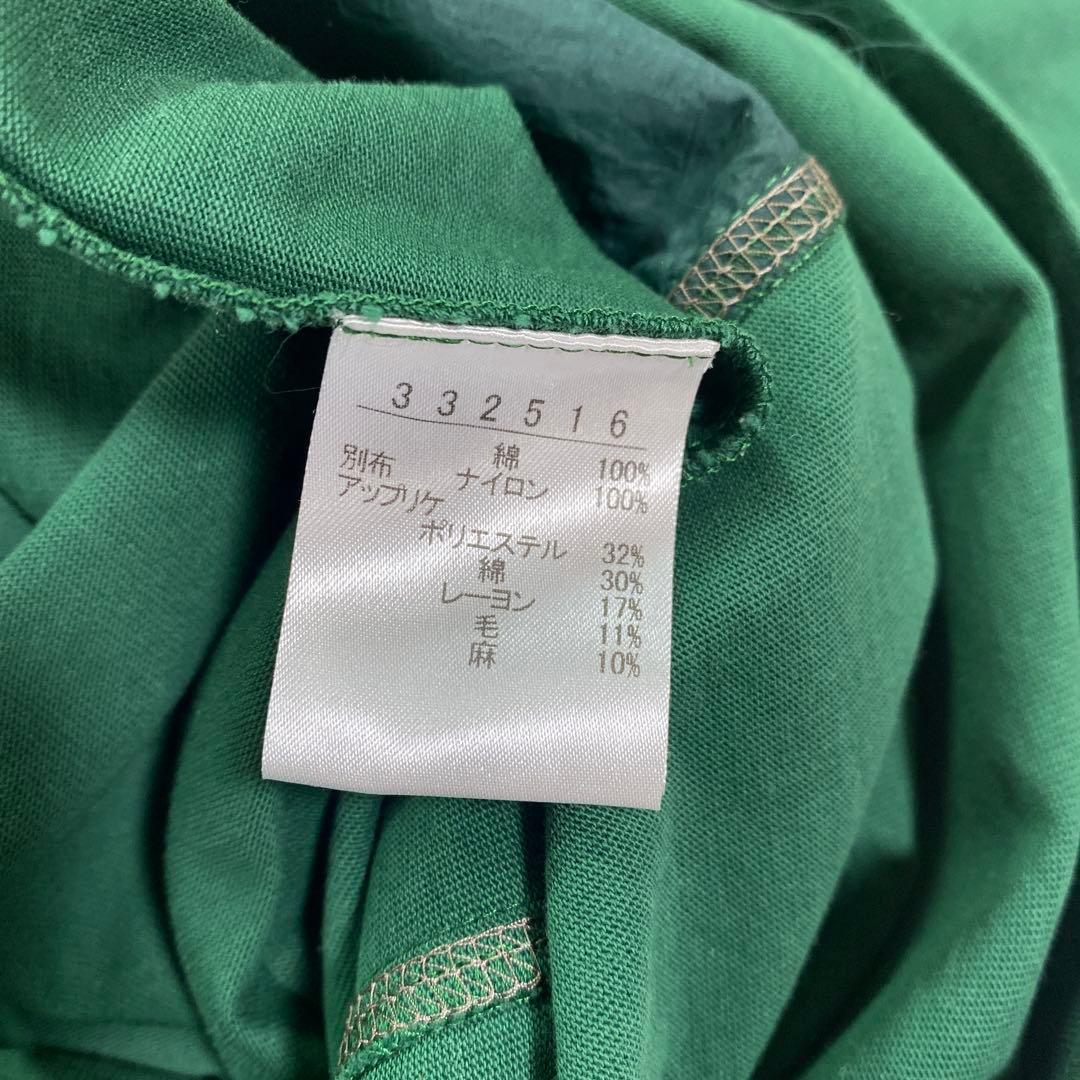 332516
綿 100%
別布 ナイロン 100%
アップリケ
ポリエステル 32%
綿 30%
レーヨン 17%
毛 11%
麻 10%